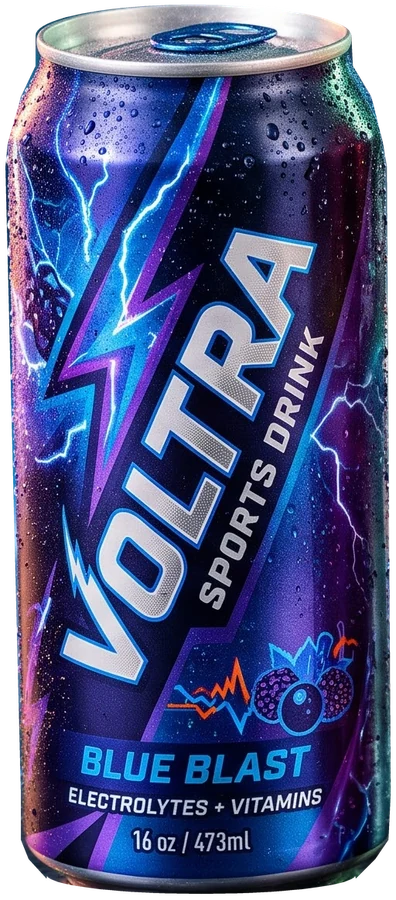 VOLTRA
SPORTS DRINK
BLUE BLAST
ELECTROLYTES + VITAMINS
16 oz / 473ml